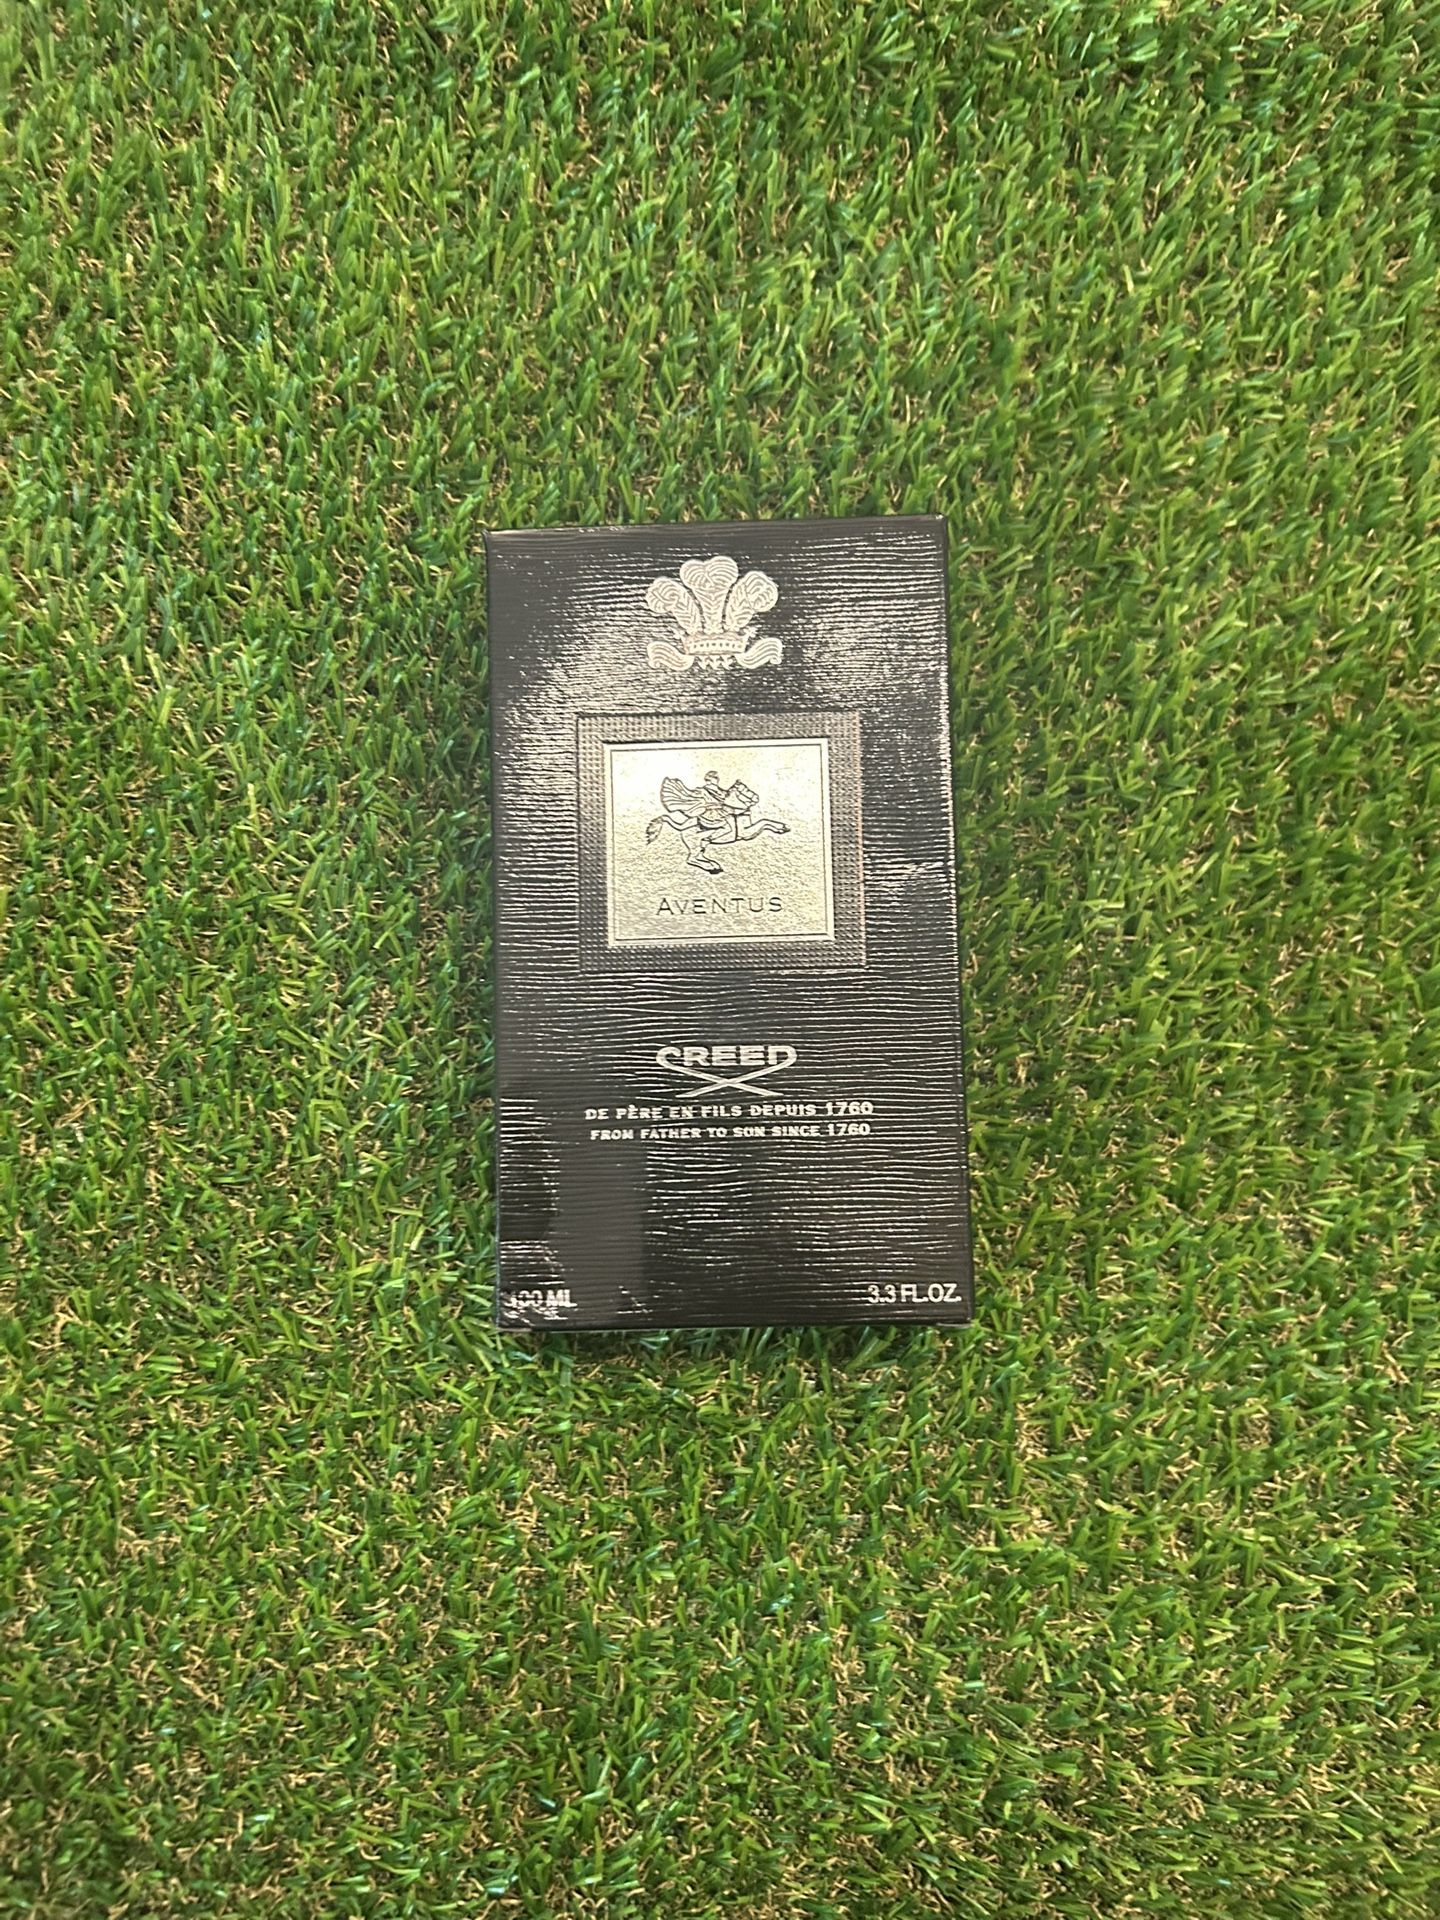 AVENTUS
CREED
DE PÈRE EN FILS DEPUIS 1760
FROM FATHER TO SON SINCE 1760
100 ML
3.3 FL.OZ.